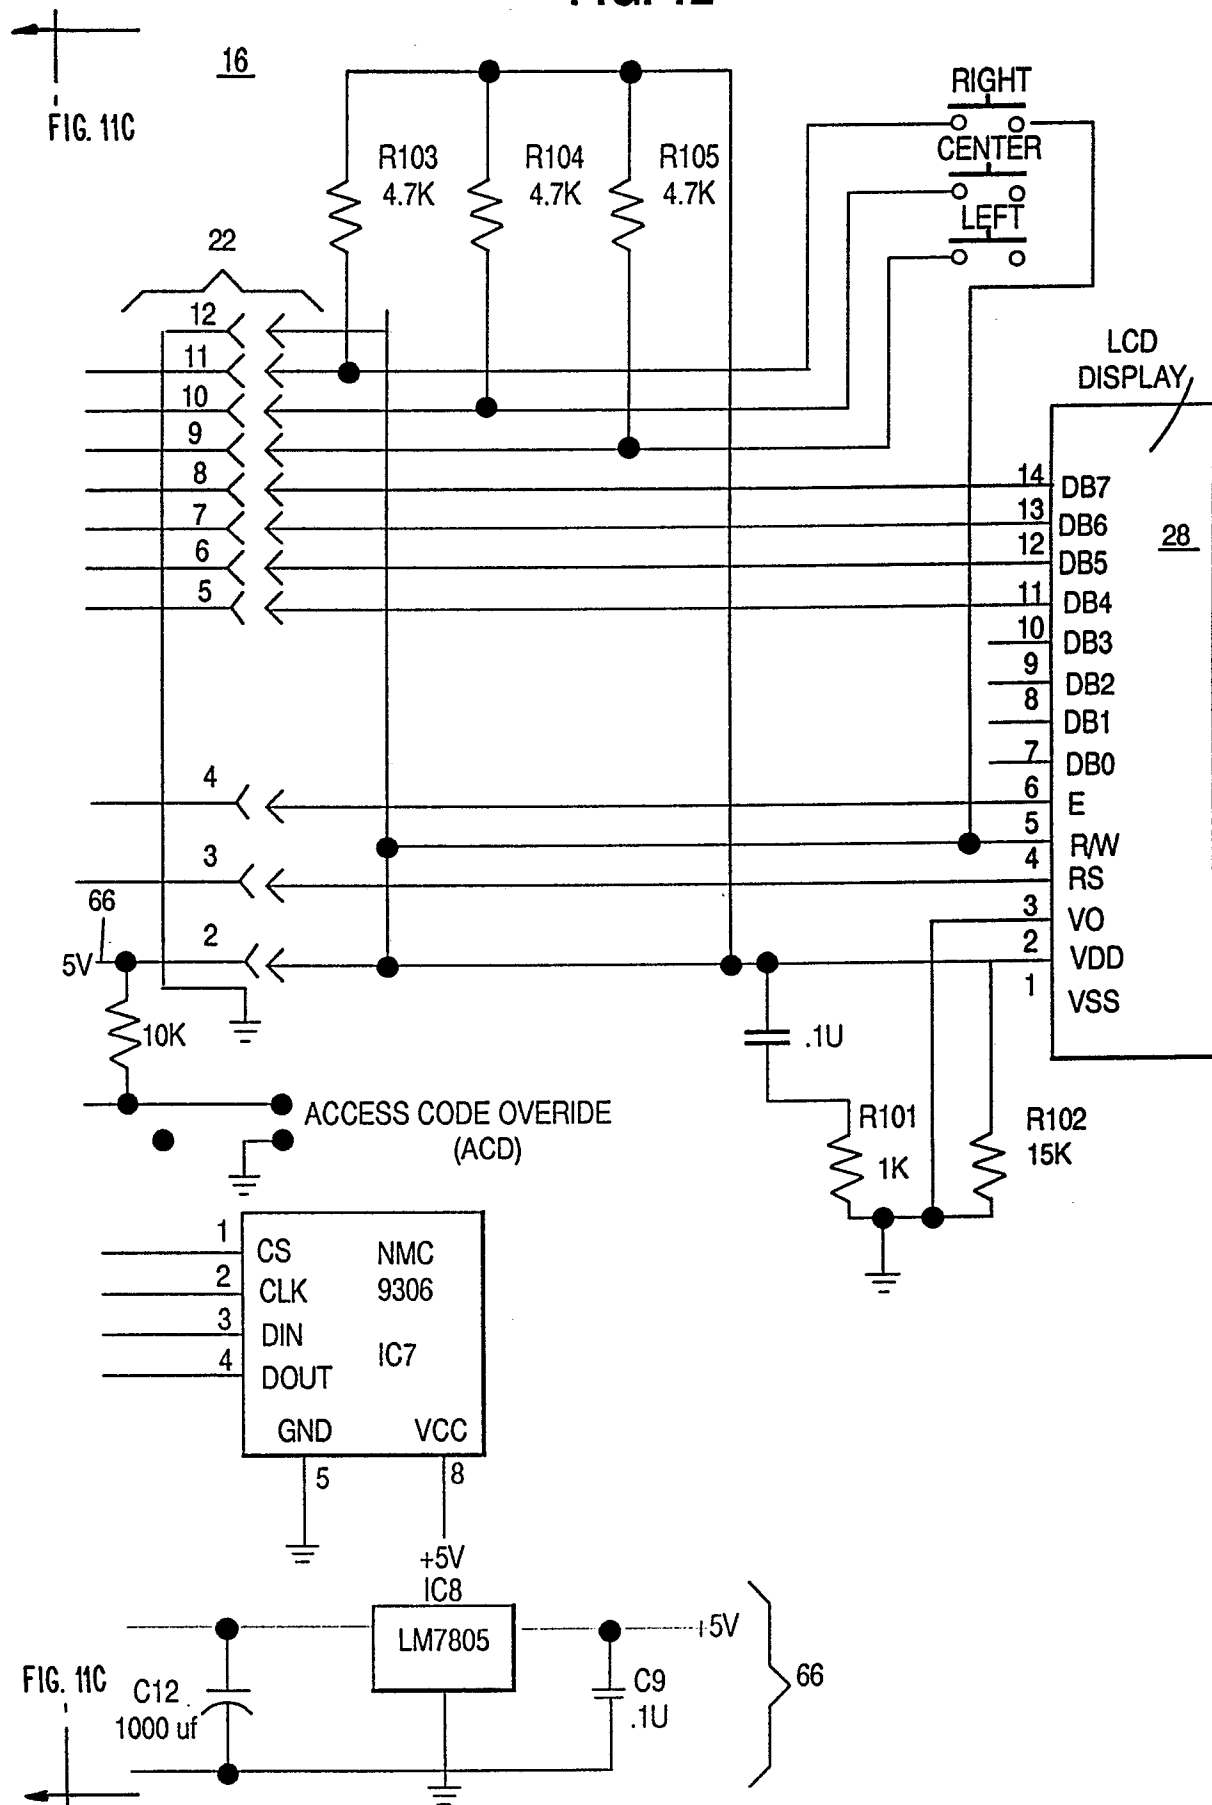 FIG. 12
16
FIG. 11C
RIGHT
CENTER
LEFT
R103
4.7K
R104
4.7K
R105
4.7K
22
12
11
10
9
8
7
6
5
4
3
2
66
5V
10K
LCD
DISPLAY
28
14 DB7
13 DB6
12 DB5
11 DB4
10 DB3
9 DB2
8 DB1
7 DB0
6 E
5 R/W
4 RS
3 VO
2 VDD
1 VSS
.1U
R101
1K
R102
15K
ACCESS CODE OVERIDE
(ACD)
1 CS
2 CLK
3 DIN
4 DOUT
NMC
9306
IC7
GND
VCC
5
8
+5V
IC8
LM7805
+5V
FIG. 11C
C12
1000 uf
C9
.1U
66